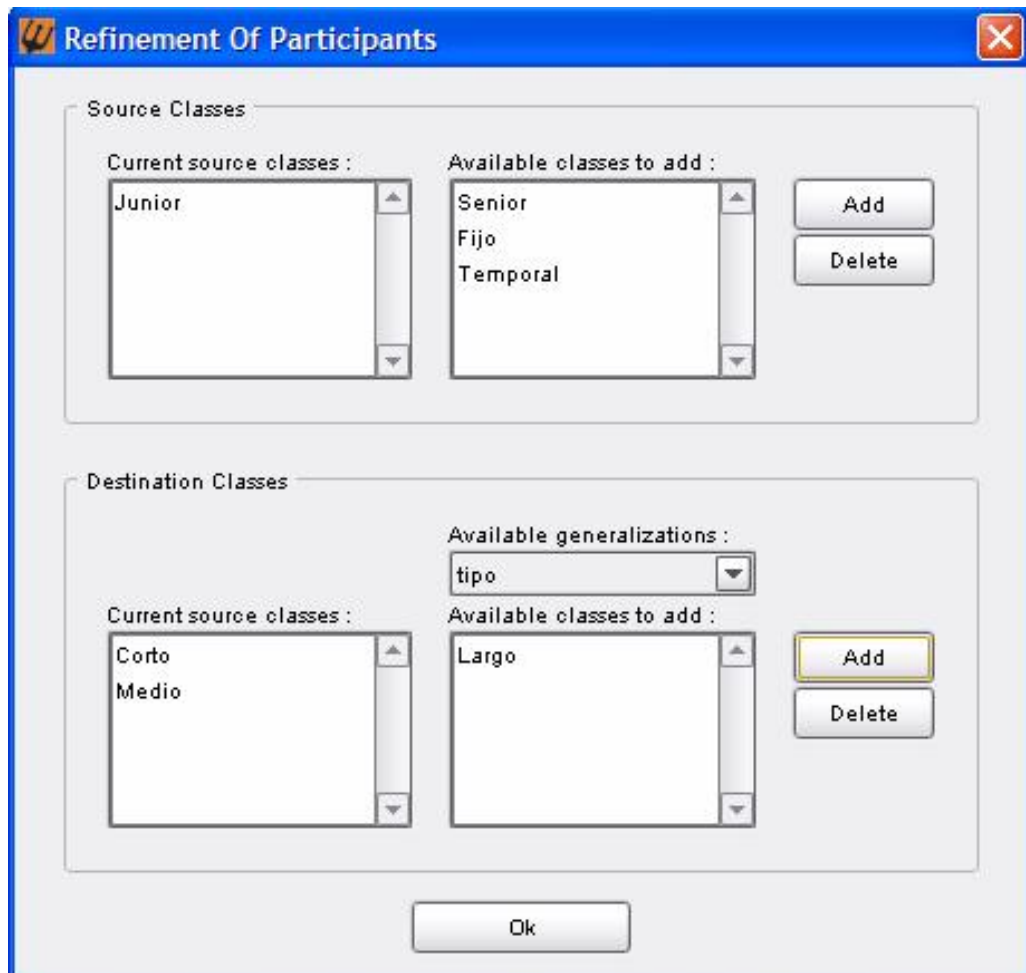 Refinement Of Participants
Source Classes
Current source classes :
Available classes to add :
Junior
Senior
Fijo
Temporal
Add
Delete
Destination Classes
Available generalizations :
tipo
Current source classes :
Available classes to add :
Corto
Medio
Largo
Add
Delete
Ok